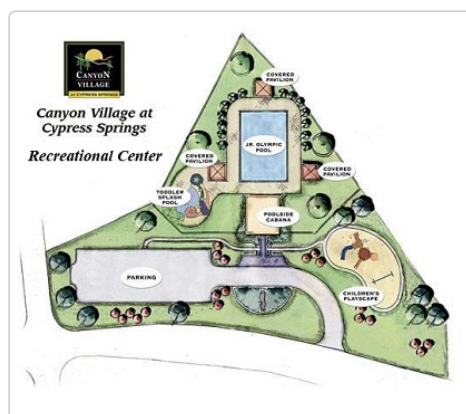 CANYON
VILLAGE
AT CYPRESS SPRINGS
Canyon Village at
Cypress Springs
Recreational Center
COVERED
PAVILION
JR. OLYMPIC
POOL
COVERED
PAVILION
COVERED
PAVILION
TODDLER
SPLASH
POOL
POOLSIDE
CABANA
PARKING
CHILDREN'S
PLAYSCAPE